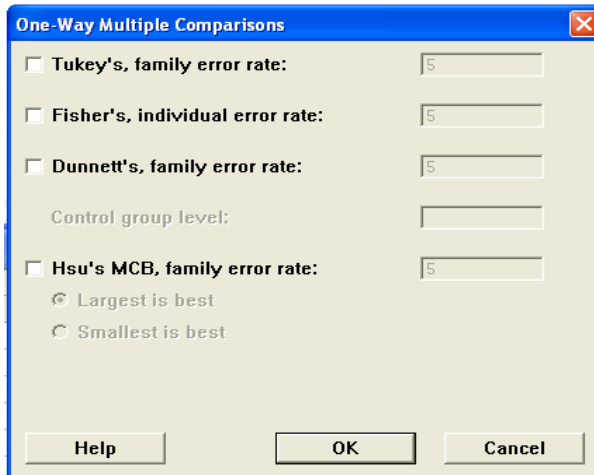 One-Way Multiple Comparisons
Tukey's, family error rate: 5
Fisher's, individual error rate: 5
Dunnett's, family error rate: 5
Control group level:
Hsu's MCB, family error rate: 5
Largest is best
Smallest is best
Help OK Cancel